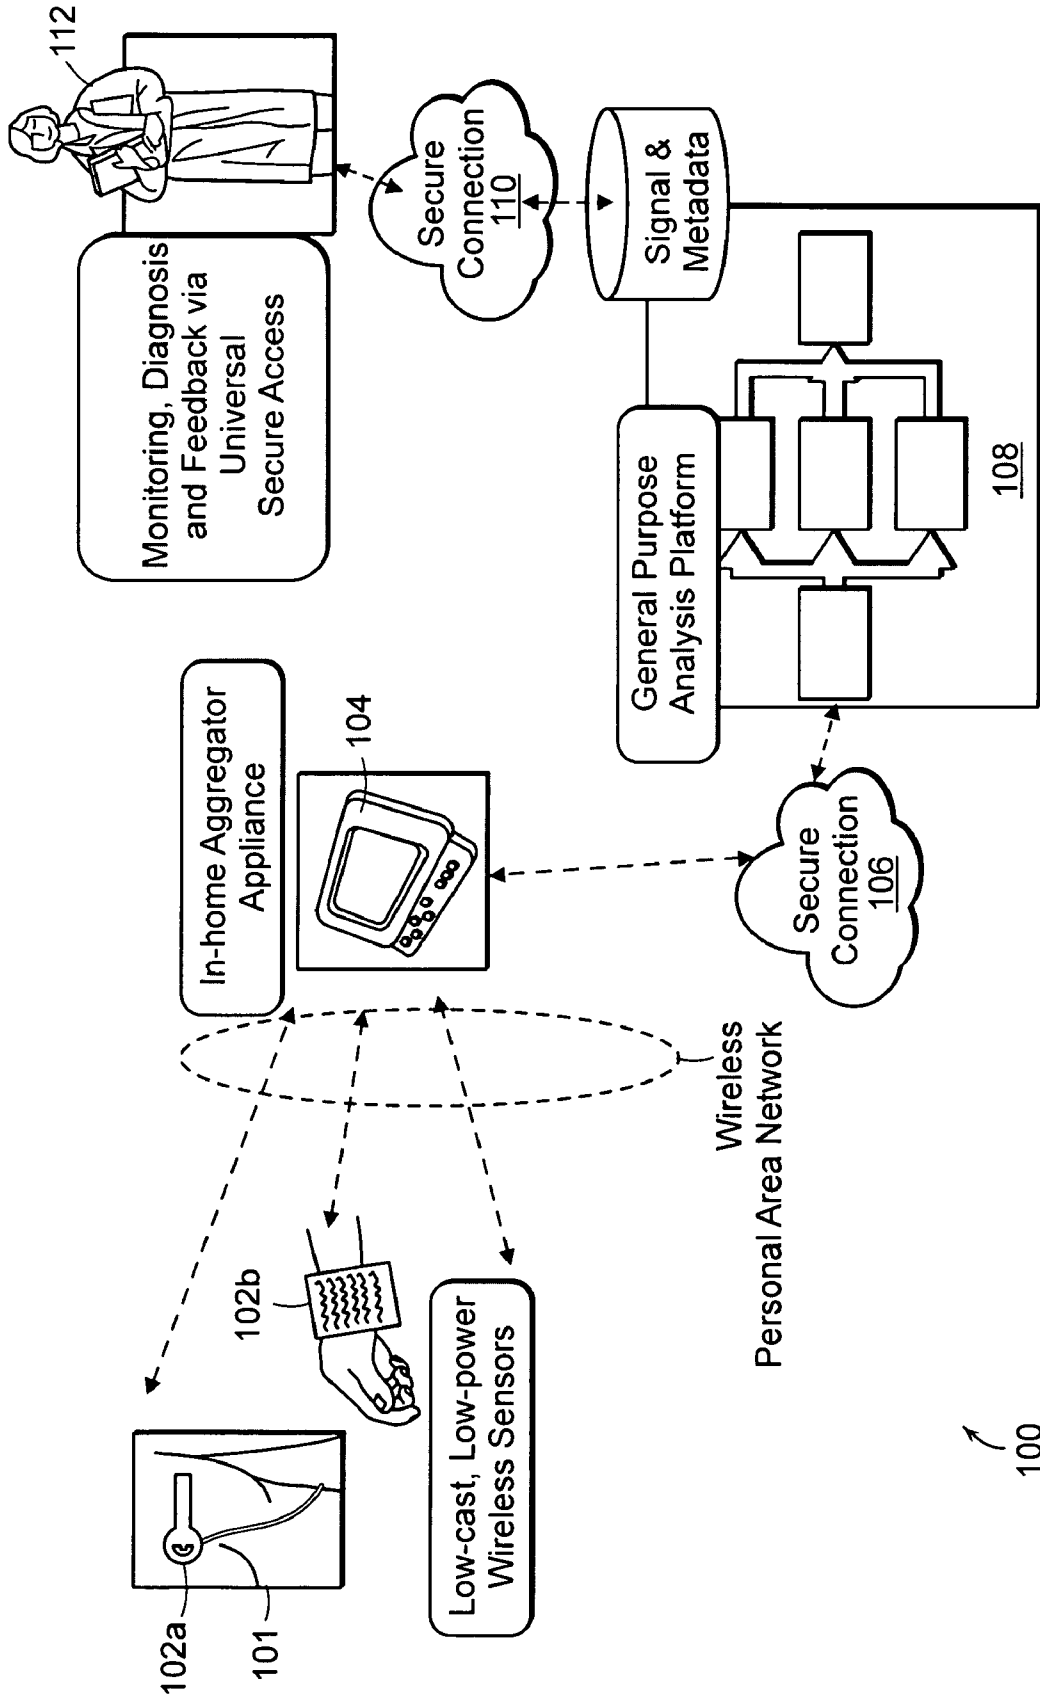 102a
101
102b
Low-cast, Low-power
Wireless Sensors
Wireless
Personal Area Network
In-home Aggregator
Appliance
104
Secure
Connection
106
General Purpose
Analysis Platform
108
Signal &
Metadata
Secure
Connection
110
Monitoring, Diagnosis
and Feedback via
Universal
Secure Access
112
100